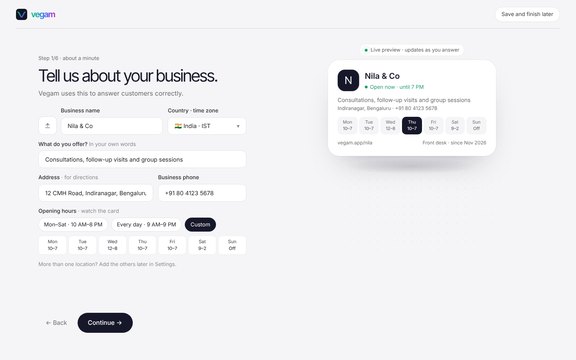 vegam
Save and finish later
Step 1/6 · about a minute
Tell us about your business.
Vegam uses this to answer customers correctly.
Business name
Country · time zone
Nila & Co
India · IST
What do you offer? In your own words
Consultations, follow-up visits and group sessions
Address · for directions
Business phone
12 CMH Road, Indiranagar, Bengaluru
+91 80 4123 5678
Opening hours · watch the card
Mon–Sat · 10 AM–8 PM
Every day · 9 AM–9 PM
Custom
Mon Tue Wed Thu Fri Sat Sun
10–7 10–7 12–8 10–7 10–7 9–2 Off
More than one location? Add the others later in Settings.
← Back
Continue →
Live preview · updates as you answer
N
Nila & Co
Open now · until 7 PM
Consultations, follow-up visits and group sessions
Indiranagar, Bengaluru · +91 80 4123 5678
Mon Tue Wed Thu Fri Sat Sun
10–7 10–7 12–8 10–7 10–7 9–2 Off
vegam.app/nila
Front desk · since Nov 2026